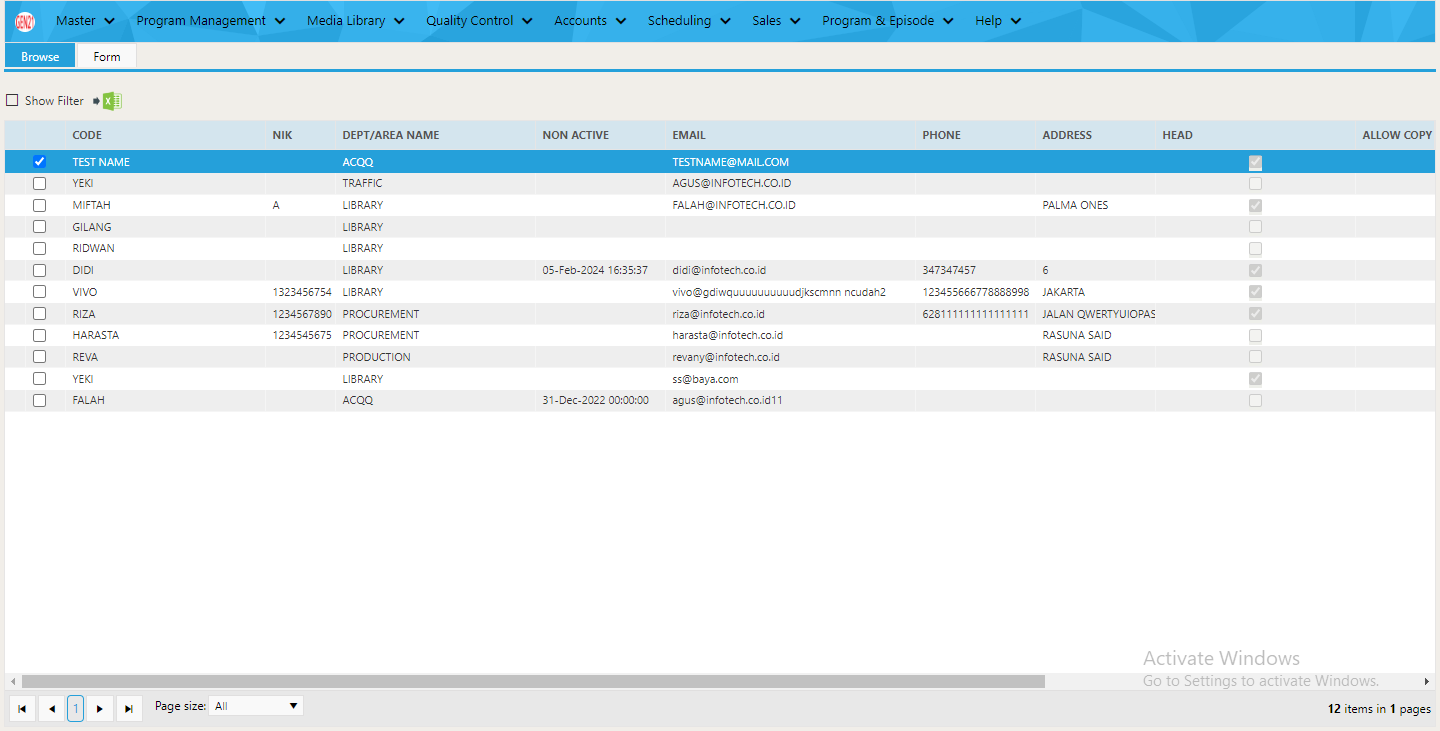 GEN21 Master Program Management Media Library Quality Control Accounts Scheduling Sales Program & Episode Help
Browse Form
Show Filter
CODE NIK DEPT/AREA NAME NON ACTIVE EMAIL PHONE ADDRESS HEAD ALLOW COPY
TEST NAME ACQQ TESTNAME@MAIL.COM
YEKI TRAFFIC AGUS@INFOTECH.CO.ID
MIFTAH A LIBRARY FALAH@INFOTECH.CO.ID PALMA ONES
GILANG LIBRARY
RIDWAN LIBRARY
DIDI LIBRARY 05-Feb-2024 16:35:37 didi@infotech.co.id 347347457 6
VIVO 1323456754 LIBRARY vivo@gdiwquuuuuuuuuudjkscmnn ncudah2 123455666778888998 JAKARTA
RIZA 1234567890 PROCUREMENT riza@infotech.co.id 628111111111111111 JALAN QWERTYUIOPAS
HARASTA 1234545675 PROCUREMENT harasta@infotech.co.id RASUNA SAID
REVA PRODUCTION revany@infotech.co.id RASUNA SAID
YEKI LIBRARY ss@baya.com
FALAH ACQQ 31-Dec-2022 00:00:00 agus@infotech.co.id11
Activate Windows
Go to Settings to activate Windows.
1 Page size: All 12 items in 1 pages